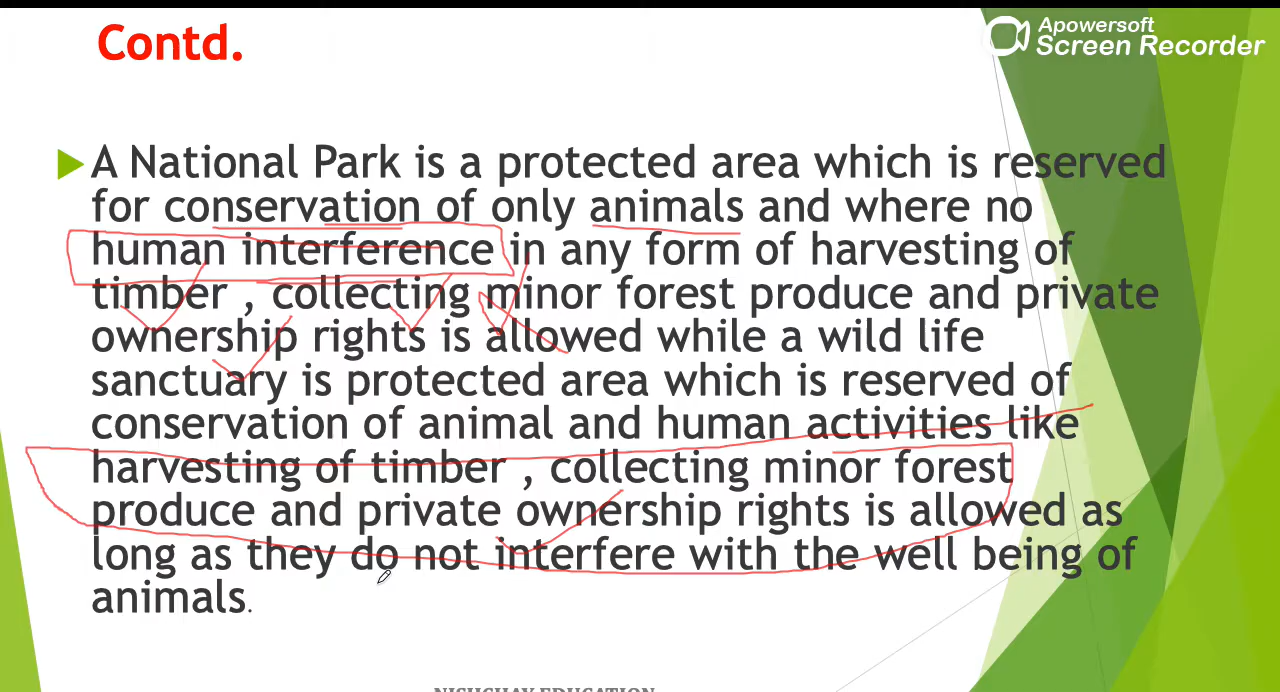 Contd.
Apowersoft
Screen Recorder
A National Park is a protected area which is reserved
for conservation of only animals and where no
human interference in any form of harvesting of
timber , collecting minor forest produce and private
ownership rights is allowed while a wild life
sanctuary is protected area which is reserved of
conservation of animal and human activities like
harvesting of timber , collecting minor forest
produce and private ownership rights is allowed as
long as they do not interfere with the well being of
animals.
NISHCHAY EDUCATION